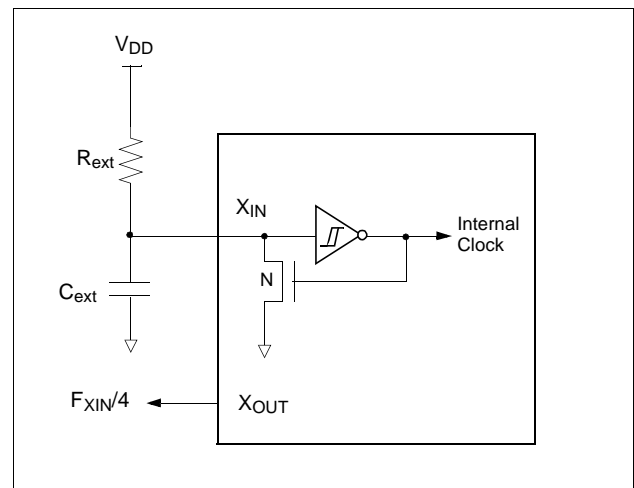 VDD
Rext
XIN
Internal
Clock
N
Cext
FXIN/4
XOUT